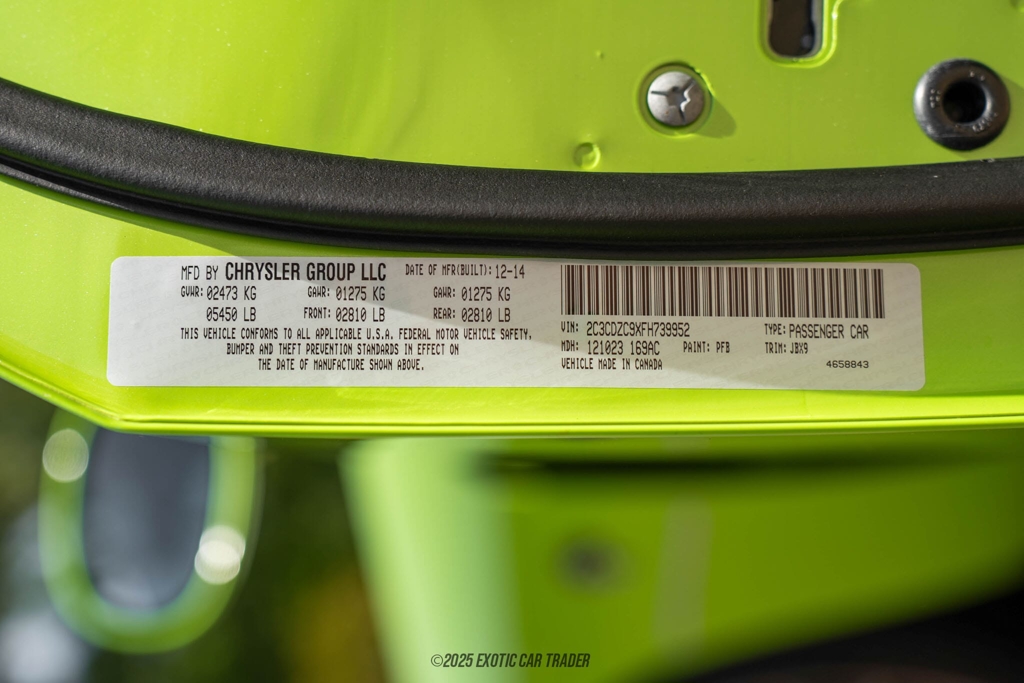 MFD BY CHRYSLER GROUP LLC DATE OF MFR(BUILT): 12-14
GVWR: 02473 KG GAWR: 01275 KG GAWR: 01275 KG
05450 LB FRONT: 02810 LB REAR: 02810 LB
THIS VEHICLE CONFORMS TO ALL APPLICABLE U.S.A. FEDERAL MOTOR VEHICLE SAFETY,
BUMPER AND THEFT PREVENTION STANDARDS IN EFFECT ON
THE DATE OF MANUFACTURE SHOWN ABOVE.
VIN: 2C3CDZC9XFH739952 TYPE: PASSENGER CAR
MDH: 121023 169AC PAINT: PFB TRIM: JBX9
VEHICLE MADE IN CANADA 4658843
©2025 EXOTIC CAR TRADER